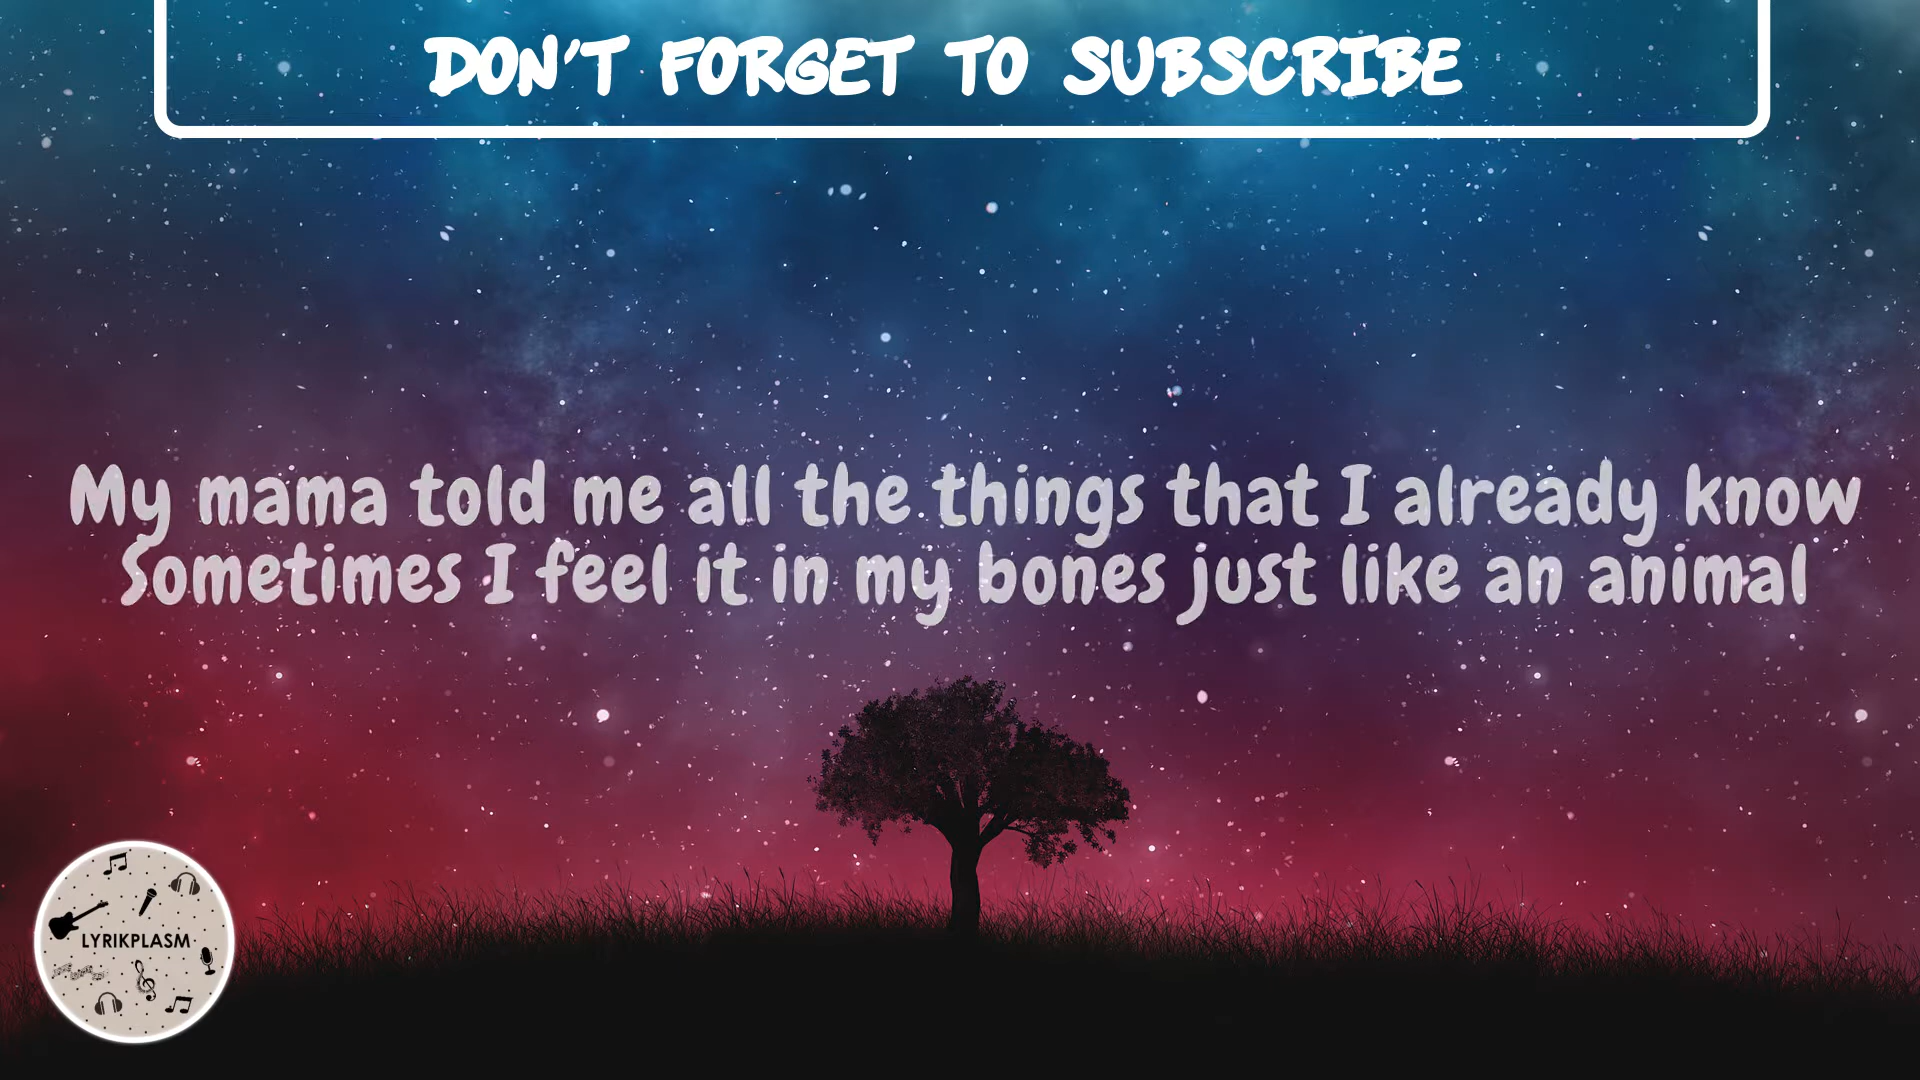 DON'T FORGET TO SUBSCRIBE
My mama told me all the things that I already know
Sometimes I feel it in my bones just like an animal
LYRIKPLASM